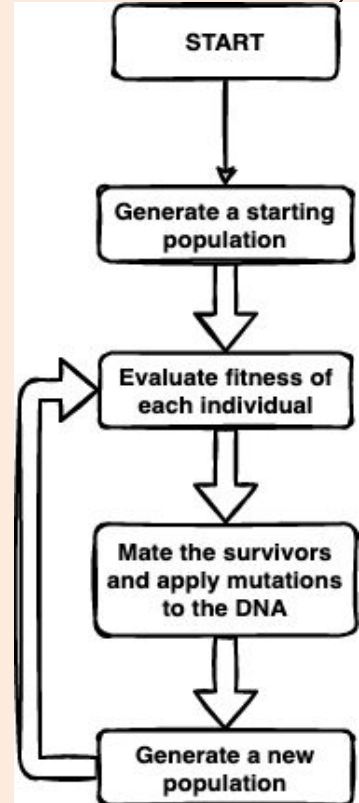 START
Generate a starting
population
Evaluate fitness of
each individual
Mate the survivors
and apply mutations
to the DNA
Generate a new
population